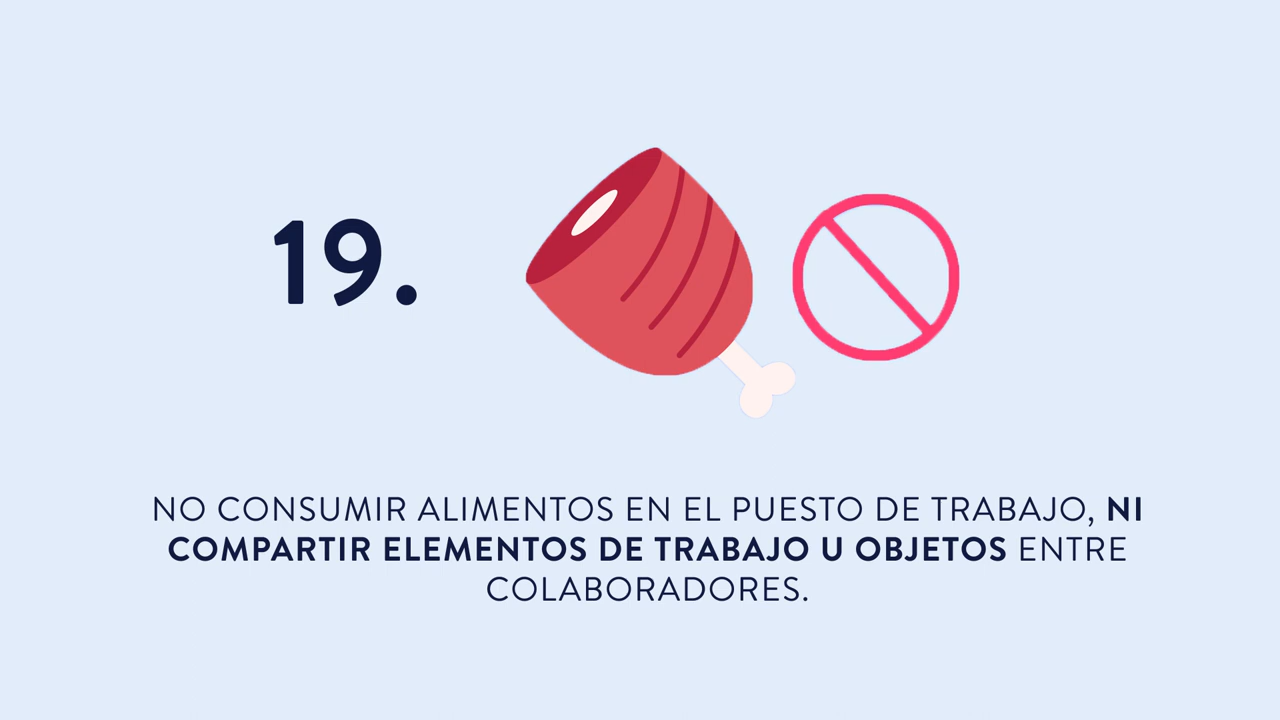 19.
NO CONSUMIR ALIMENTOS EN EL PUESTO DE TRABAJO, NI
COMPARTIR ELEMENTOS DE TRABAJO U OBJETOS ENTRE
COLABORADORES.